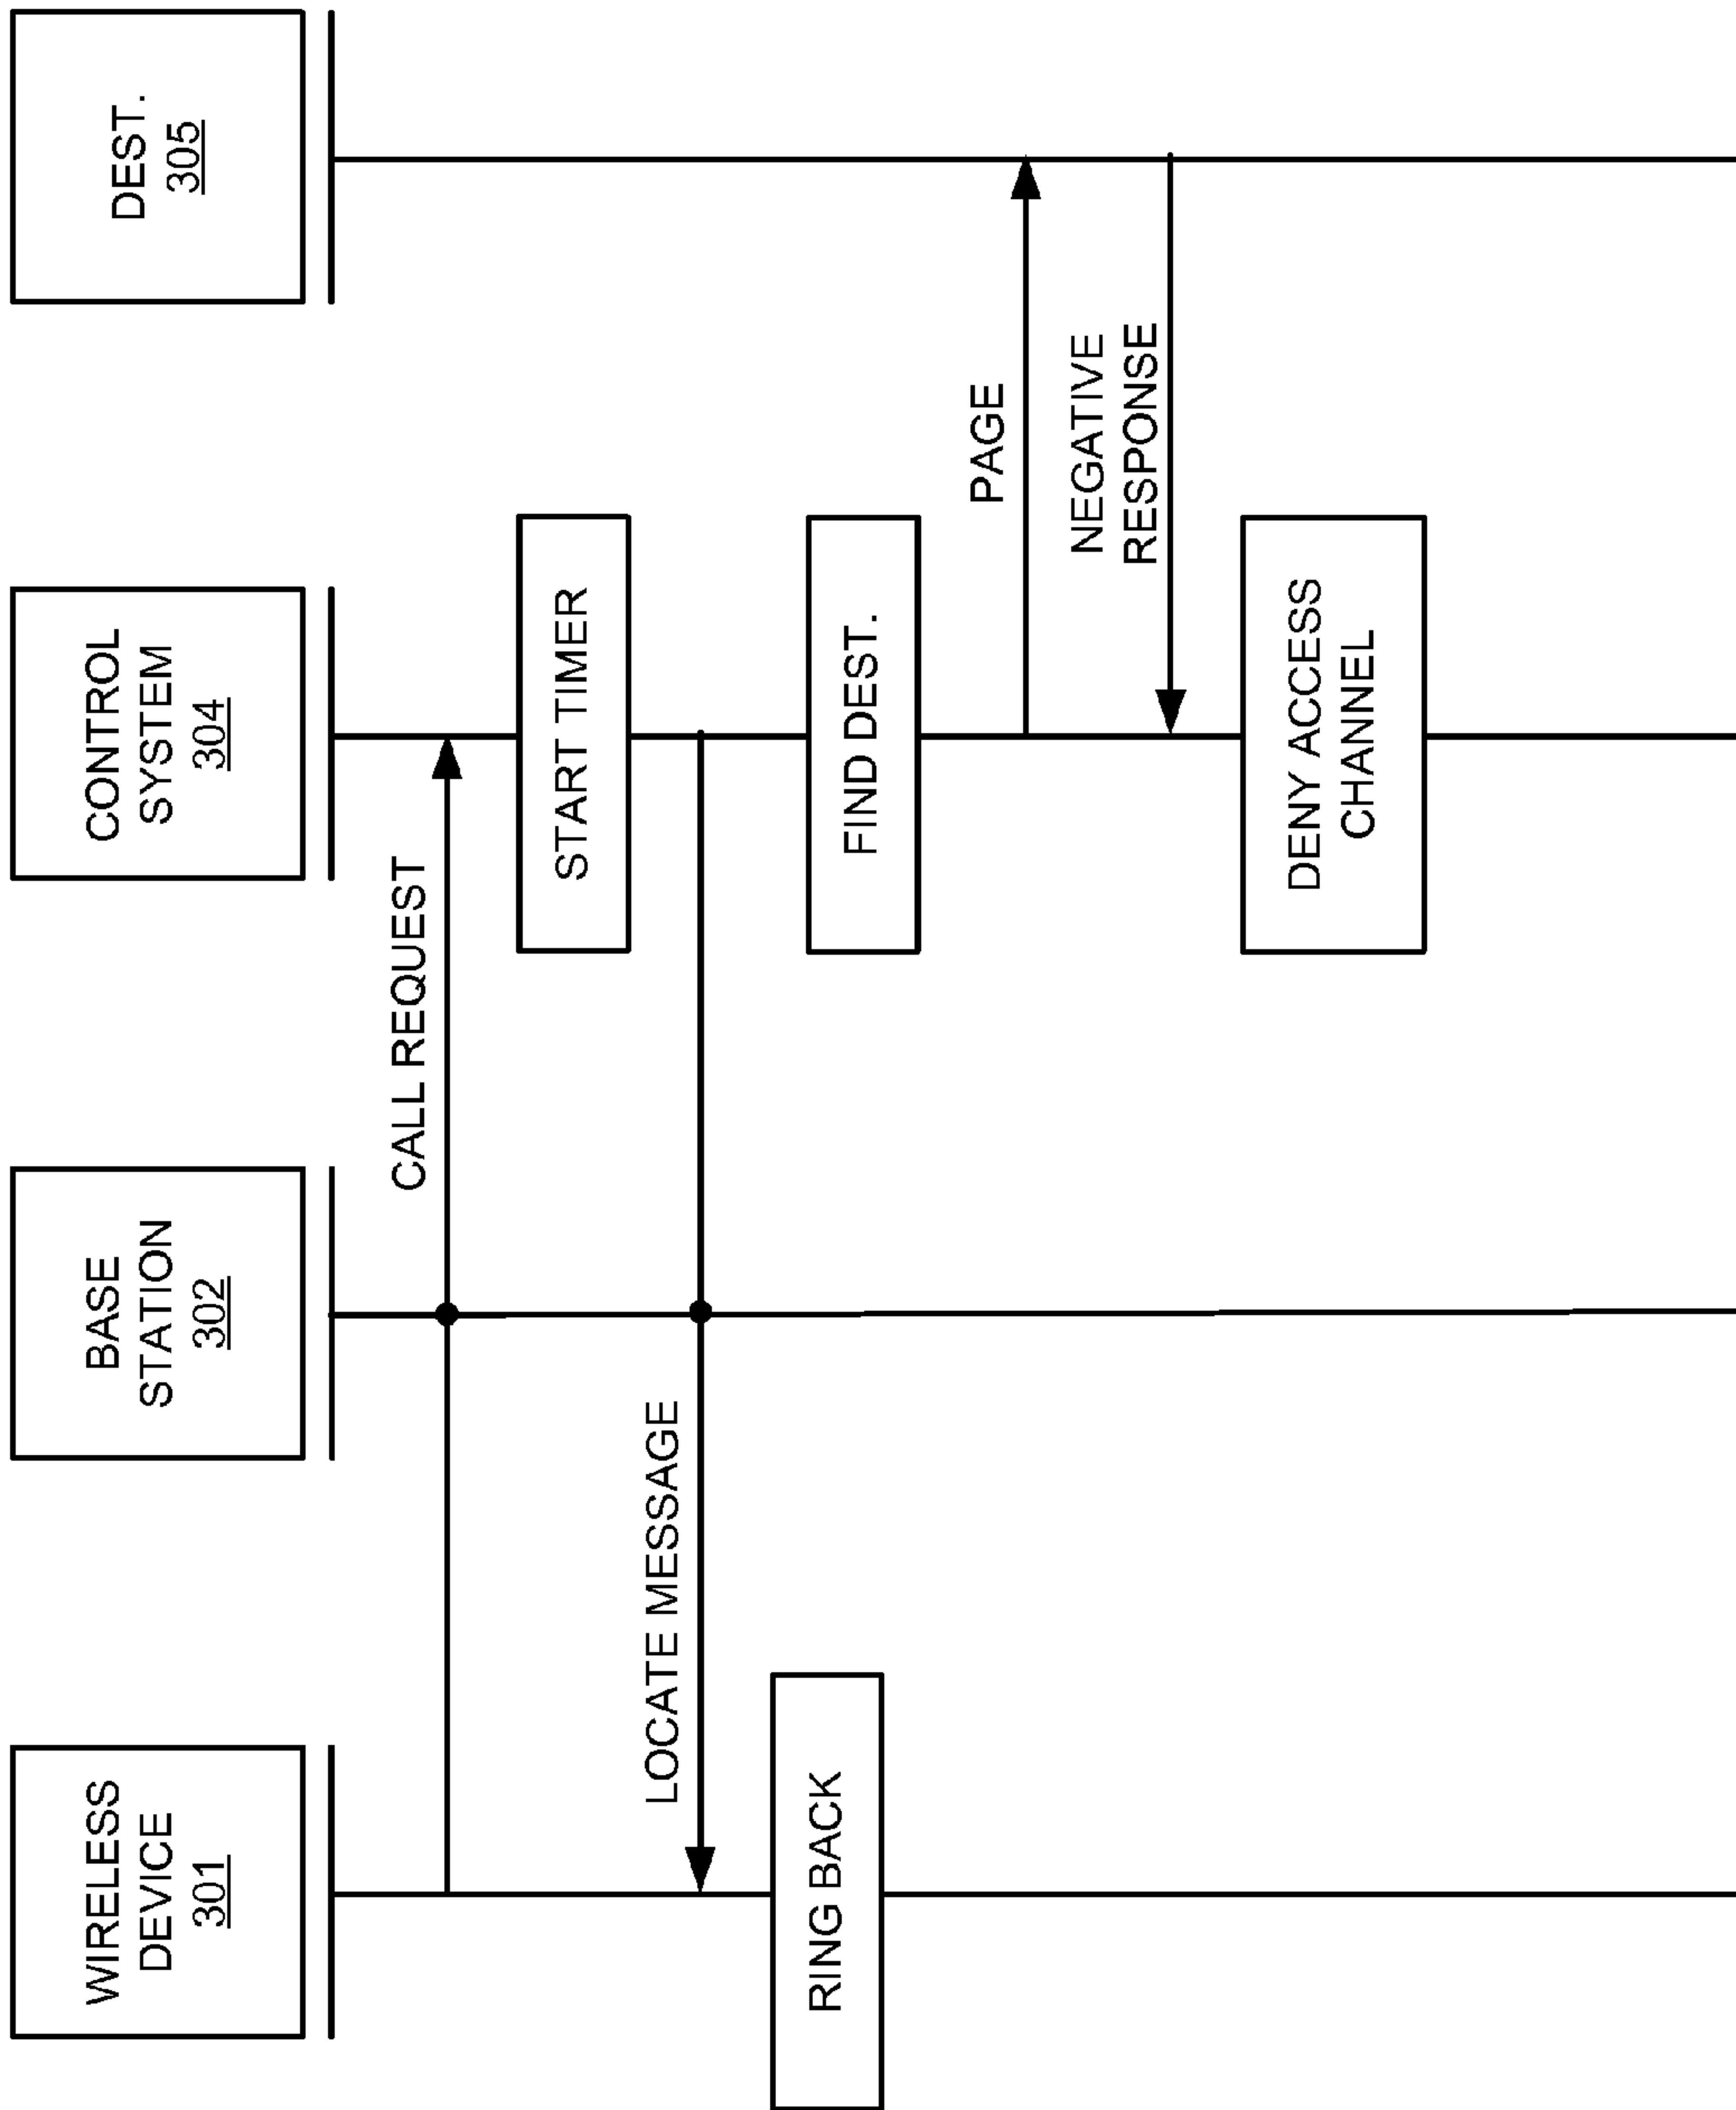 WIRELESS
DEVICE
301
BASE
STATION
302
CONTROL
SYSTEM
304
DEST.
305
CALL REQUEST
START TIMER
LOCATE MESSAGE
RING BACK
FIND DEST.
PAGE
NEGATIVE
RESPONSE
DENY ACCESS
CHANNEL